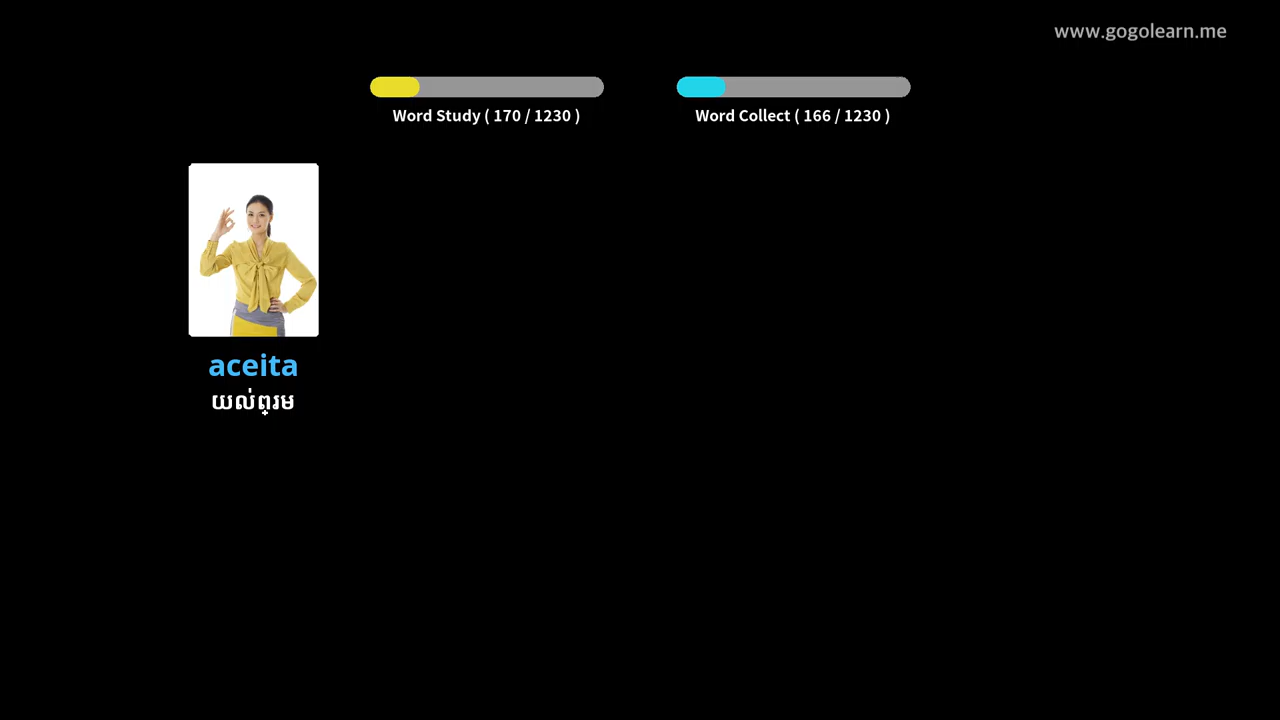 www.gogolearn.me
Word Study ( 170 / 1230 )
Word Collect ( 166 / 1230 )
aceita
យល់ព្រម